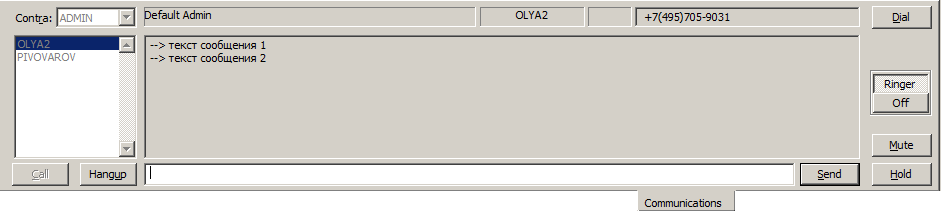 Contra: ADMIN Default Admin OLYA2 +7(495)705-9031 Dial
OLYA2
PIVOVAROV
--> текст сообщения 1
--> текст сообщения 2
Ringer
Off
Mute
Call Hangup Send Hold
Communications